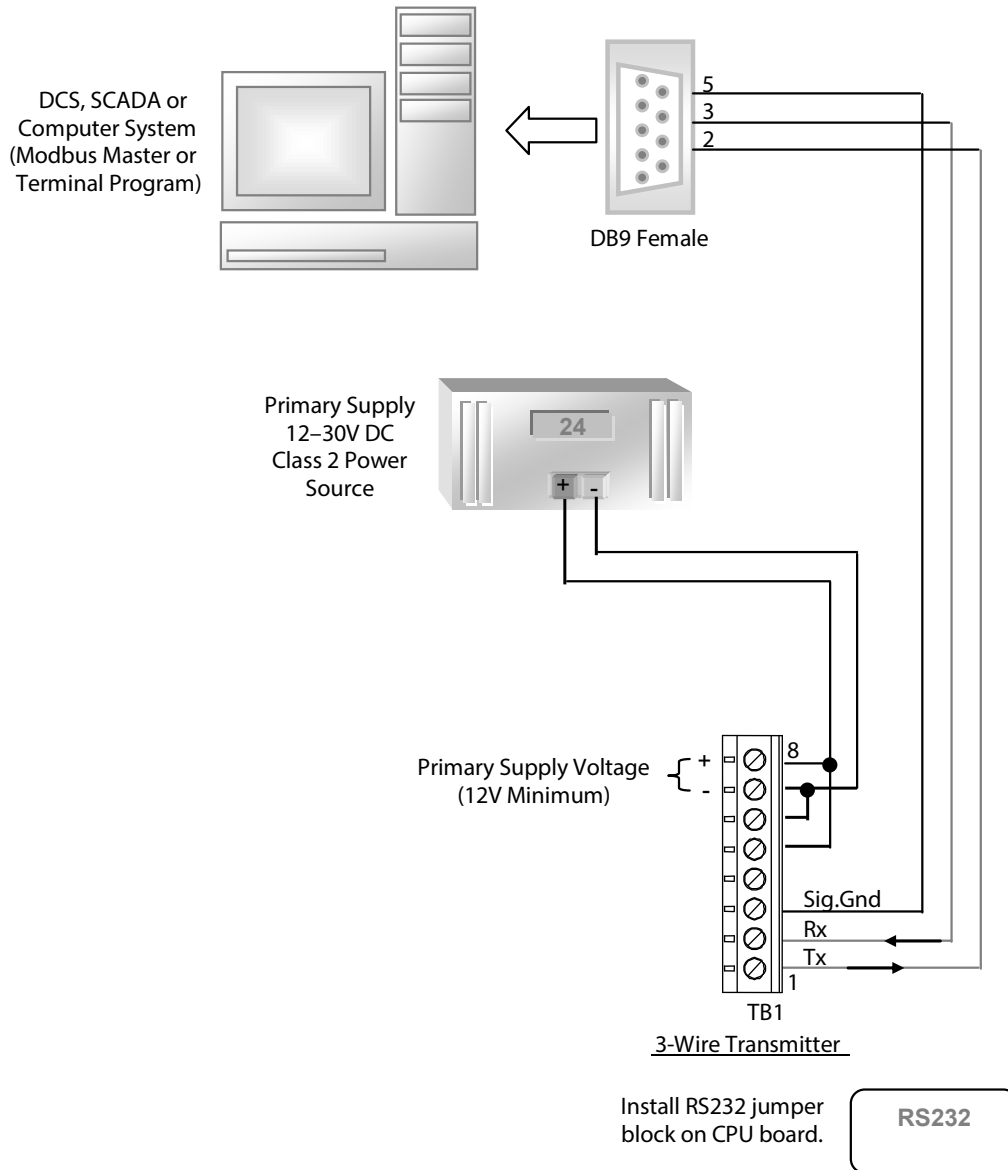 DCS, SCADA or
Computer System
(Modbus Master or
Terminal Program)
5
3
2
DB9 Female
Primary Supply
12–30V DC
Class 2 Power
Source
24
+ -
Primary Supply Voltage
(12V Minimum)
+
-
8
Sig.Gnd
Rx
Tx
1
TB1
3-Wire Transmitter
Install RS232 jumper
block on CPU board.
RS232